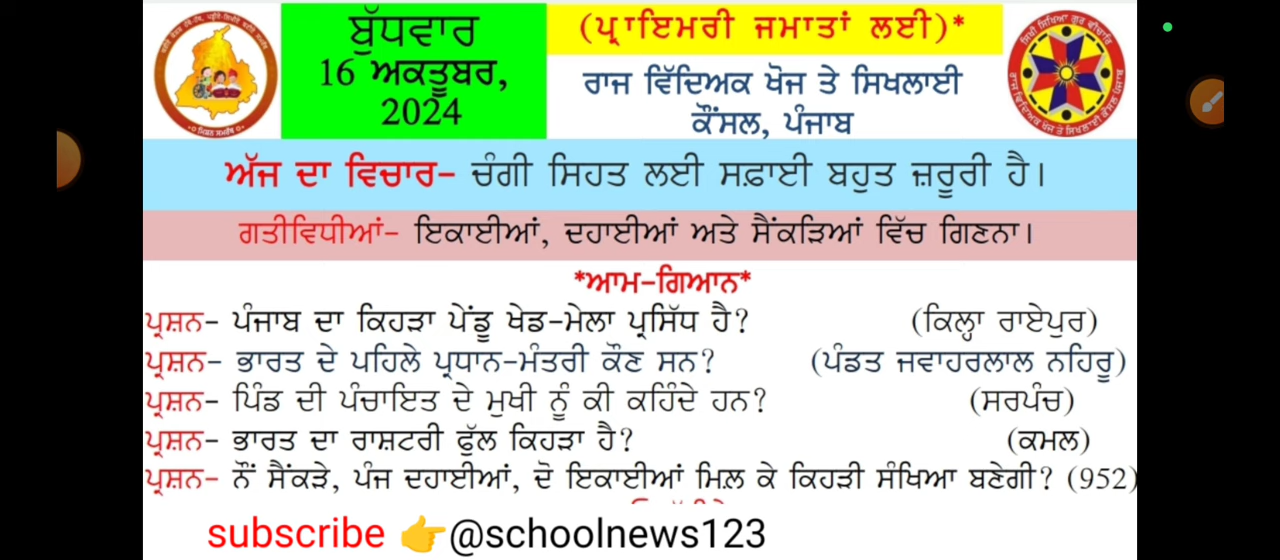 ਬੁੱਧਵਾਰ
16 ਅਕਤੂਬਰ,
2024
(ਪ੍ਰਾਇਮਰੀ ਜਮਾਤਾਂ ਲਈ)*
ਰਾਜ ਵਿੱਦਿਅਕ ਖੋਜ ਤੇ ਸਿਖਲਾਈ
ਕੌਂਸਲ, ਪੰਜਾਬ
ਅੱਜ ਦਾ ਵਿਚਾਰ- ਚੰਗੀ ਸਿਹਤ ਲਈ ਸਫ਼ਾਈ ਬਹੁਤ ਜ਼ਰੂਰੀ ਹੈ।
ਗਤੀਵਿਧੀਆਂ- ਇਕਾਈਆਂ, ਦਹਾਈਆਂ ਅਤੇ ਸੈਂਕੜਿਆਂ ਵਿੱਚ ਗਿਣਨਾ।
*ਆਮ-ਗਿਆਨ*
ਪ੍ਰਸ਼ਨ- ਪੰਜਾਬ ਦਾ ਕਿਹੜਾ ਪੇਂਡੂ ਖੇਡ-ਮੇਲਾ ਪ੍ਰਸਿੱਧ ਹੈ? (ਕਿਲ੍ਹਾ ਰਾਏਪੁਰ)
ਪ੍ਰਸ਼ਨ- ਭਾਰਤ ਦੇ ਪਹਿਲੇ ਪ੍ਰਧਾਨ-ਮੰਤਰੀ ਕੌਣ ਸਨ? (ਪੰਡਤ ਜਵਾਹਰਲਾਲ ਨਹਿਰੂ)
ਪ੍ਰਸ਼ਨ- ਪਿੰਡ ਦੀ ਪੰਚਾਇਤ ਦੇ ਮੁਖੀ ਨੂੰ ਕੀ ਕਹਿੰਦੇ ਹਨ? (ਸਰਪੰਚ)
ਪ੍ਰਸ਼ਨ- ਭਾਰਤ ਦਾ ਰਾਸ਼ਟਰੀ ਫੁੱਲ ਕਿਹੜਾ ਹੈ? (ਕਮਲ)
ਪ੍ਰਸ਼ਨ- ਨੌਂ ਸੈਂਕੜੇ, ਪੰਜ ਦਹਾਈਆਂ, ਦੋ ਇਕਾਈਆਂ ਮਿਲ਼ ਕੇ ਕਿਹੜੀ ਸੰਖਿਆ ਬਣੇਗੀ? (952)
subscribe 👉@schoolnews123